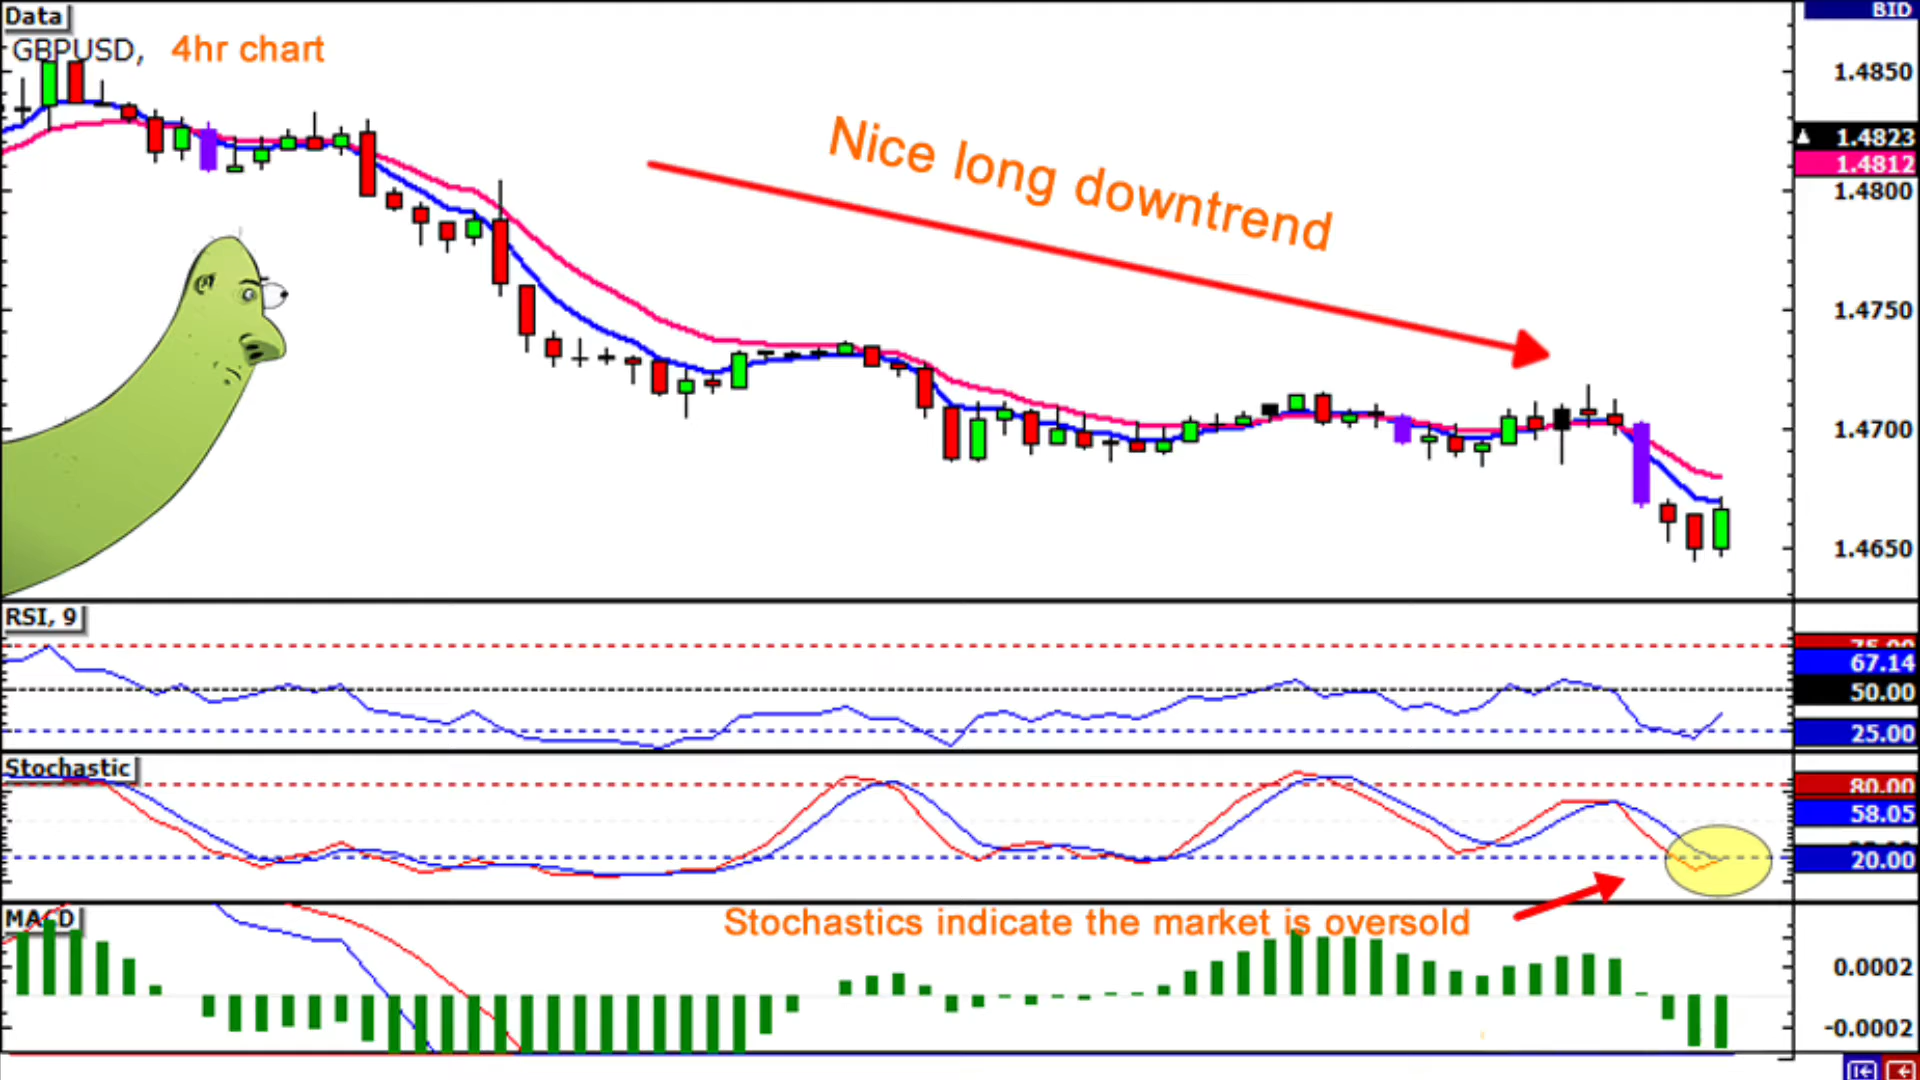 Data
BID
GBPUSD, 4hr chart
1.4850
Nice long downtrend
1.4823
1.4812
1.4800
1.4750
1.4700
1.4650
RSI, 9
75.00
67.14
50.00
25.00
Stochastic
80.00
58.05
20.00
MACD
Stochastics indicate the market is oversold
0.0002
-0.0002